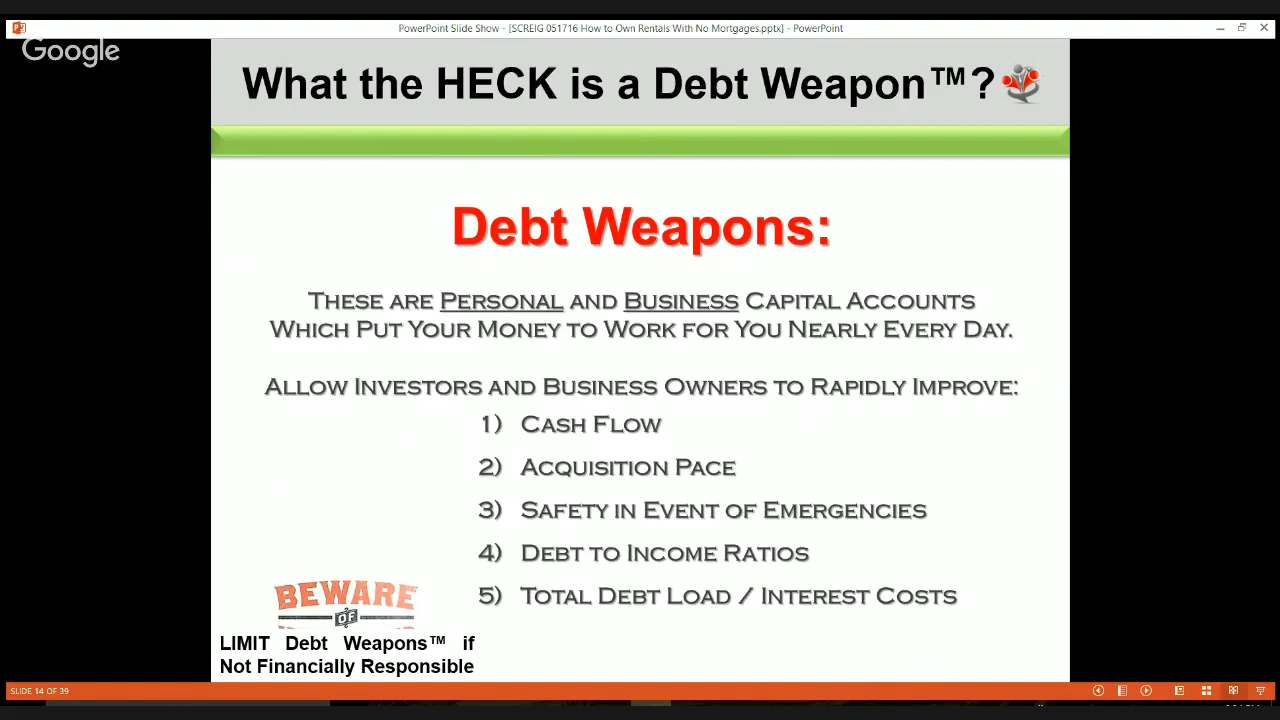 PowerPoint Slide Show - [SCREIG 051716 How to Own Rentals With No Mortgages.pptx] - PowerPoint
Google
What the HECK is a Debt Weapon™?
Debt Weapons:
These are Personal and Business Capital Accounts
Which Put Your Money to Work for You Nearly Every Day.
Allow Investors and Business Owners to Rapidly Improve:
1) Cash Flow
2) Acquisition Pace
3) Safety in Event of Emergencies
4) Debt to Income Ratios
5) Total Debt Load / Interest Costs
BEWARE
OF
LIMIT Debt Weapons™ if
Not Financially Responsible
SLIDE 14 OF 39